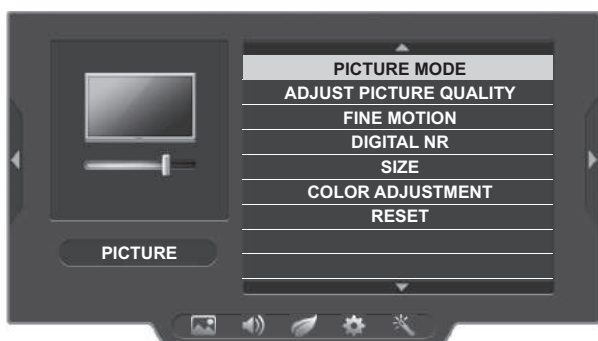 PICTURE MODE
ADJUST PICTURE QUALITY
FINE MOTION
DIGITAL NR
SIZE
COLOR ADJUSTMENT
RESET
PICTURE